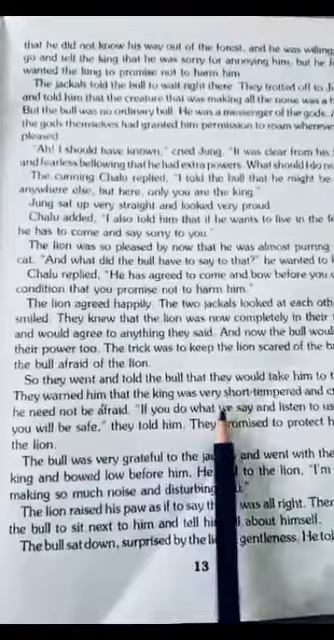 that he did not know his way out of the forest, and he was willing
go and tell the king that he was sorry for annoying him, but he
wanted the king to promise not to harm him
The jackals told the bull to wait right there. They trotted off to
and told him that the creature that was making all the noise was a
But the bull was no ordinary bull. He was a messenger of the gods.
the gods themselves had granted him permission to roam
pleased
"Ah! I should have known," cried Jung. "It was clear from his
and fearless bellowing that he had extra powers. What should I do
The cunning Chalu replied, "I told the bull that he might be
anywhere else, but here, only you are the king."
Jung sat up very straight and looked very proud
Chalu added, "I also told him that if he wants to live in the
he has to come and say sorry to you."
The lion was so pleased by now that he was almost purring
cat. "And what did the bull have to say to that?" he wanted to
Chalu replied, "He has agreed to come and bow before you
condition that you promise not to harm him."
The lion agreed happily. The two jackals looked at each
smiled. They knew that the lion was now completely in their
and would agree to anything they said. And now the bull
their power too. The trick was to keep the lion scared of the
the bull afraid of the lion.
So they went and told the bull that they would take him to
They warned him that the king was very short-tempered and
he need not be afraid. "If you do what we say and listen to us
you will be safe," they told him. They promised to protect
the lion.
The bull was very grateful to the and went with the
king and bowed low before him. He to the lion, "I'm
making so much noise and disturbing
The lion raised his paw as if to say was all right.
the bull to sit next to him and tell about himself.
The bull sat down, surprised by the gentleness. He
13